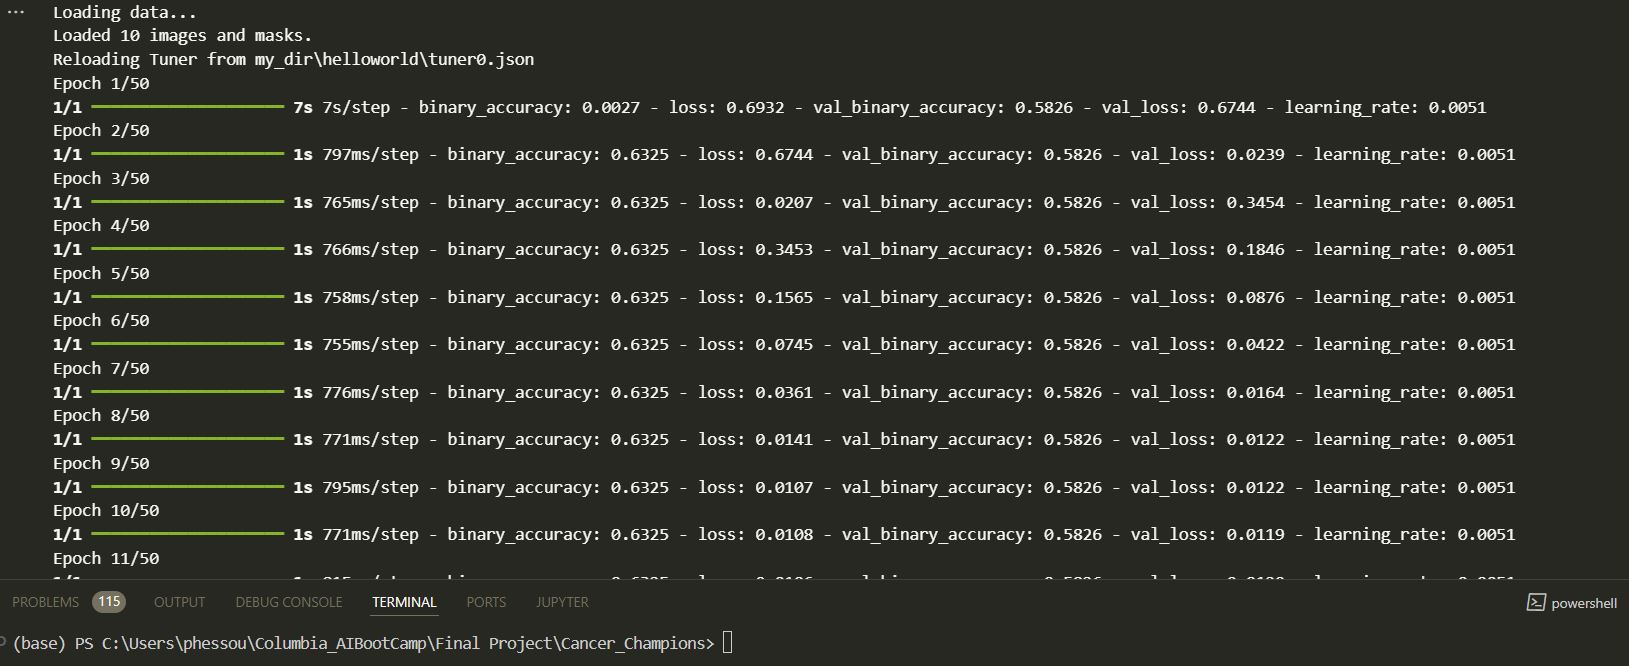 Loading data...
Loaded 10 images and masks.
Reloading Tuner from my_dir\helloworld\tuner0.json
Epoch 1/50
1/1 ━━━━━━━━━━━━━━━━━━━━ 7s 7s/step - binary_accuracy: 0.0027 - loss: 0.6932 - val_binary_accuracy: 0.5826 - val_loss: 0.6744 - learning_rate: 0.0051
Epoch 2/50
1/1 ━━━━━━━━━━━━━━━━━━━━ 1s 797ms/step - binary_accuracy: 0.6325 - loss: 0.6744 - val_binary_accuracy: 0.5826 - val_loss: 0.0239 - learning_rate: 0.0051
Epoch 3/50
1/1 ━━━━━━━━━━━━━━━━━━━━ 1s 765ms/step - binary_accuracy: 0.6325 - loss: 0.0207 - val_binary_accuracy: 0.5826 - val_loss: 0.3454 - learning_rate: 0.0051
Epoch 4/50
1/1 ━━━━━━━━━━━━━━━━━━━━ 1s 766ms/step - binary_accuracy: 0.6325 - loss: 0.3453 - val_binary_accuracy: 0.5826 - val_loss: 0.1846 - learning_rate: 0.0051
Epoch 5/50
1/1 ━━━━━━━━━━━━━━━━━━━━ 1s 758ms/step - binary_accuracy: 0.6325 - loss: 0.1565 - val_binary_accuracy: 0.5826 - val_loss: 0.0876 - learning_rate: 0.0051
Epoch 6/50
1/1 ━━━━━━━━━━━━━━━━━━━━ 1s 755ms/step - binary_accuracy: 0.6325 - loss: 0.0745 - val_binary_accuracy: 0.5826 - val_loss: 0.0422 - learning_rate: 0.0051
Epoch 7/50
1/1 ━━━━━━━━━━━━━━━━━━━━ 1s 776ms/step - binary_accuracy: 0.6325 - loss: 0.0361 - val_binary_accuracy: 0.5826 - val_loss: 0.0164 - learning_rate: 0.0051
Epoch 8/50
1/1 ━━━━━━━━━━━━━━━━━━━━ 1s 771ms/step - binary_accuracy: 0.6325 - loss: 0.0141 - val_binary_accuracy: 0.5826 - val_loss: 0.0122 - learning_rate: 0.0051
Epoch 9/50
1/1 ━━━━━━━━━━━━━━━━━━━━ 1s 795ms/step - binary_accuracy: 0.6325 - loss: 0.0107 - val_binary_accuracy: 0.5826 - val_loss: 0.0122 - learning_rate: 0.0051
Epoch 10/50
1/1 ━━━━━━━━━━━━━━━━━━━━ 1s 771ms/step - binary_accuracy: 0.6325 - loss: 0.0108 - val_binary_accuracy: 0.5826 - val_loss: 0.0119 - learning_rate: 0.0051
Epoch 11/50
PROBLEMS 115 OUTPUT DEBUG CONSOLE TERMINAL PORTS JUPYTER powershell
(base) PS C:\Users\phessou\Columbia_AIBootCamp\Final Project\Cancer_Champions>